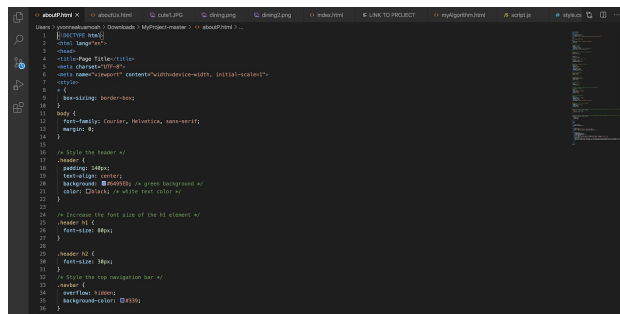 aboutP.html × aboutUs.html cute1.JPG dining.png dining2.png index.html LINK TO PROJECT myAlgorithm.html JS script.js # style.cs
Users > yvonneakuamoah > Downloads > MyProject-master > aboutP.html > ...
1 <!DOCTYPE html>
2 <html lang="en">
3 <head>
4 <title>Page Title</title>
5 <meta charset="UTF-8">
6 <meta name="viewport" content="width=device-width, initial-scale=1">
7 <style>
8 * {
9 box-sizing: border-box;
10 }
11 body {
12 font-family: Courier, Helvetica, sans-serif;
13 margin: 0;
14 }
15
16 /* Style the header */
17 .header {
18 padding: 140px;
19 text-align: center;
20 background: #6495ED; /* green background */
21 color: black; /* white text color */
22 }
23
24 /* Increase the font size of the h1 element */
25 .header h1 {
26 font-size: 80px;
27 }
28
29 .header h2 {
30 font-size: 30px;
31 }
32 /* Style the top navigation bar */
33 .navbar {
34 overflow: hidden;
35 background-color: #339;
36 }